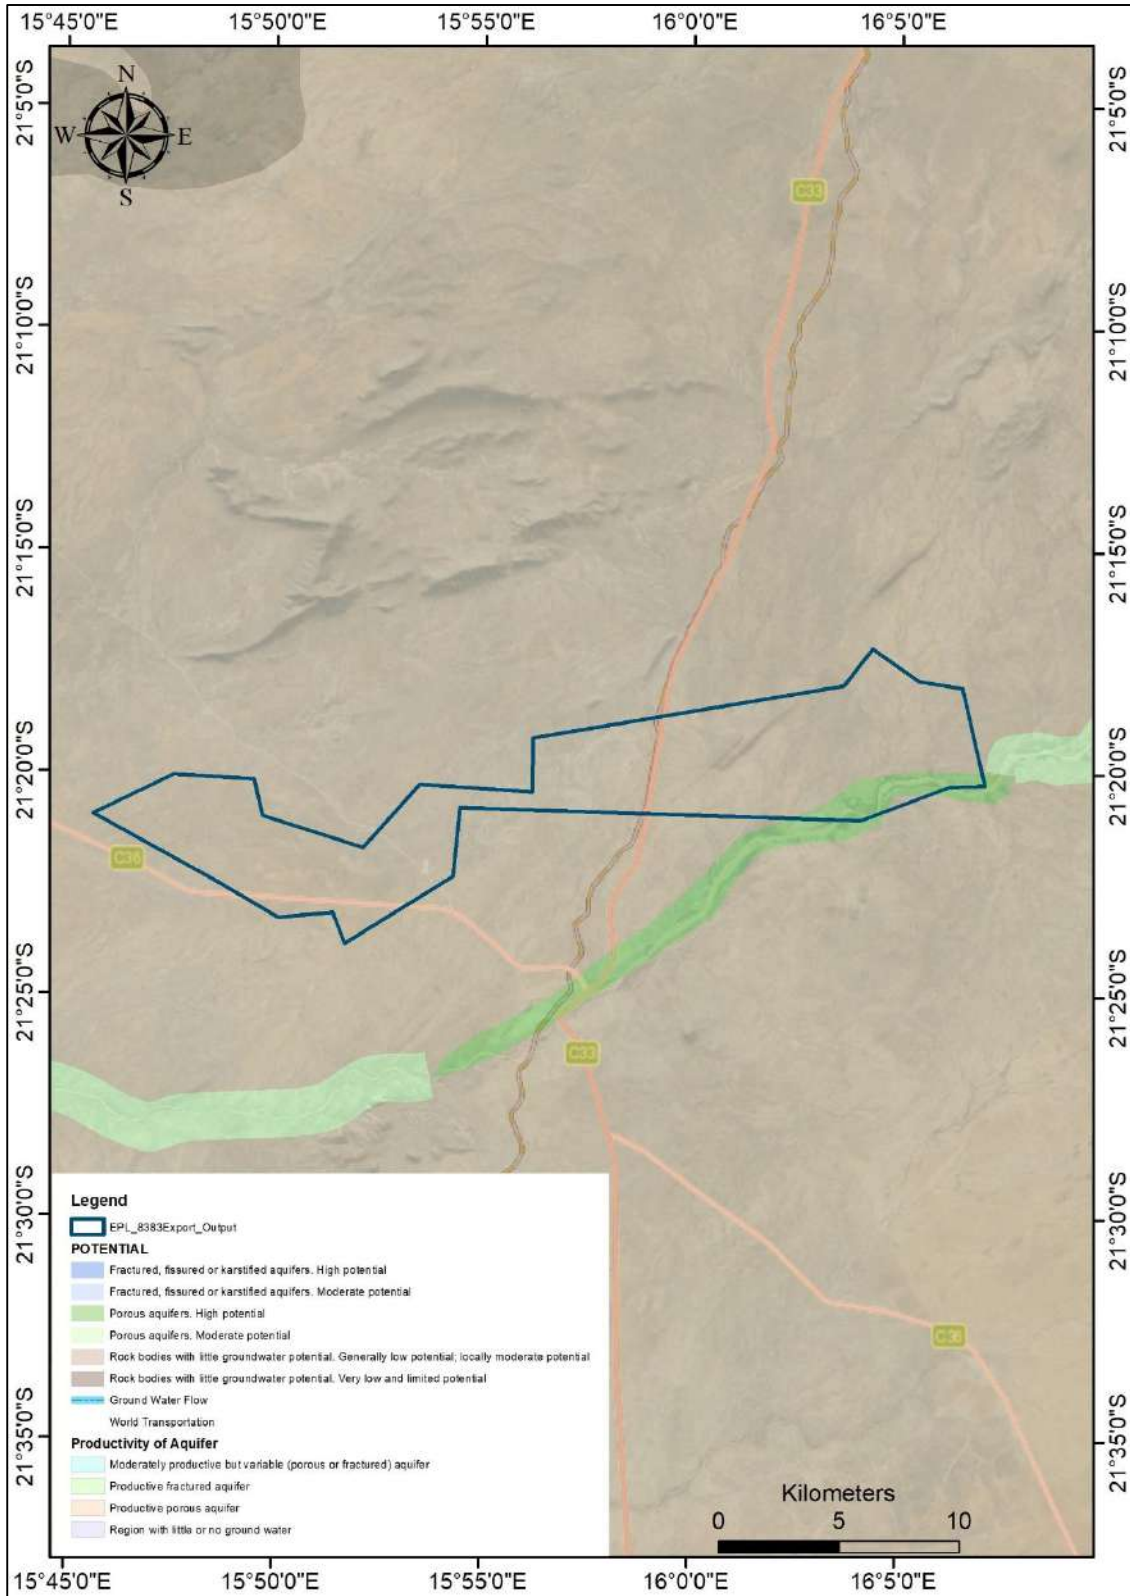 15°45'0"E 15°50'0"E 15°55'0"E 16°0'0"E 16°5'0"E
N
W E
S
21°5'0"S 21°5'0"S
C33
21°10'0"S 21°10'0"S
21°15'0"S 21°15'0"S
21°20'0"S 21°20'0"S
C36
21°25'0"S 21°25'0"S
C33
21°30'0"S 21°30'0"S
C36
21°35'0"S 21°35'0"S
Legend
EPL_8383Export_Output
POTENTIAL
Fractured, fissured or karstified aquifers. High potential
Fractured, fissured or karstified aquifers. Moderate potential
Porous aquifers. High potential
Porous aquifers. Moderate potential
Rock bodies with little groundwater potential. Generally low potential; locally moderate potential
Rock bodies with little groundwater potential. Very low and limited potential
Ground Water Flow
World Transportation
Productivity of Aquifer
Moderately productive but variable (porous or fractured) aquifer
Productive fractured aquifer
Productive porous aquifer
Region with little or no ground water
Kilometers
0 5 10
15°45'0"E 15°50'0"E 15°55'0"E 16°0'0"E 16°5'0"E